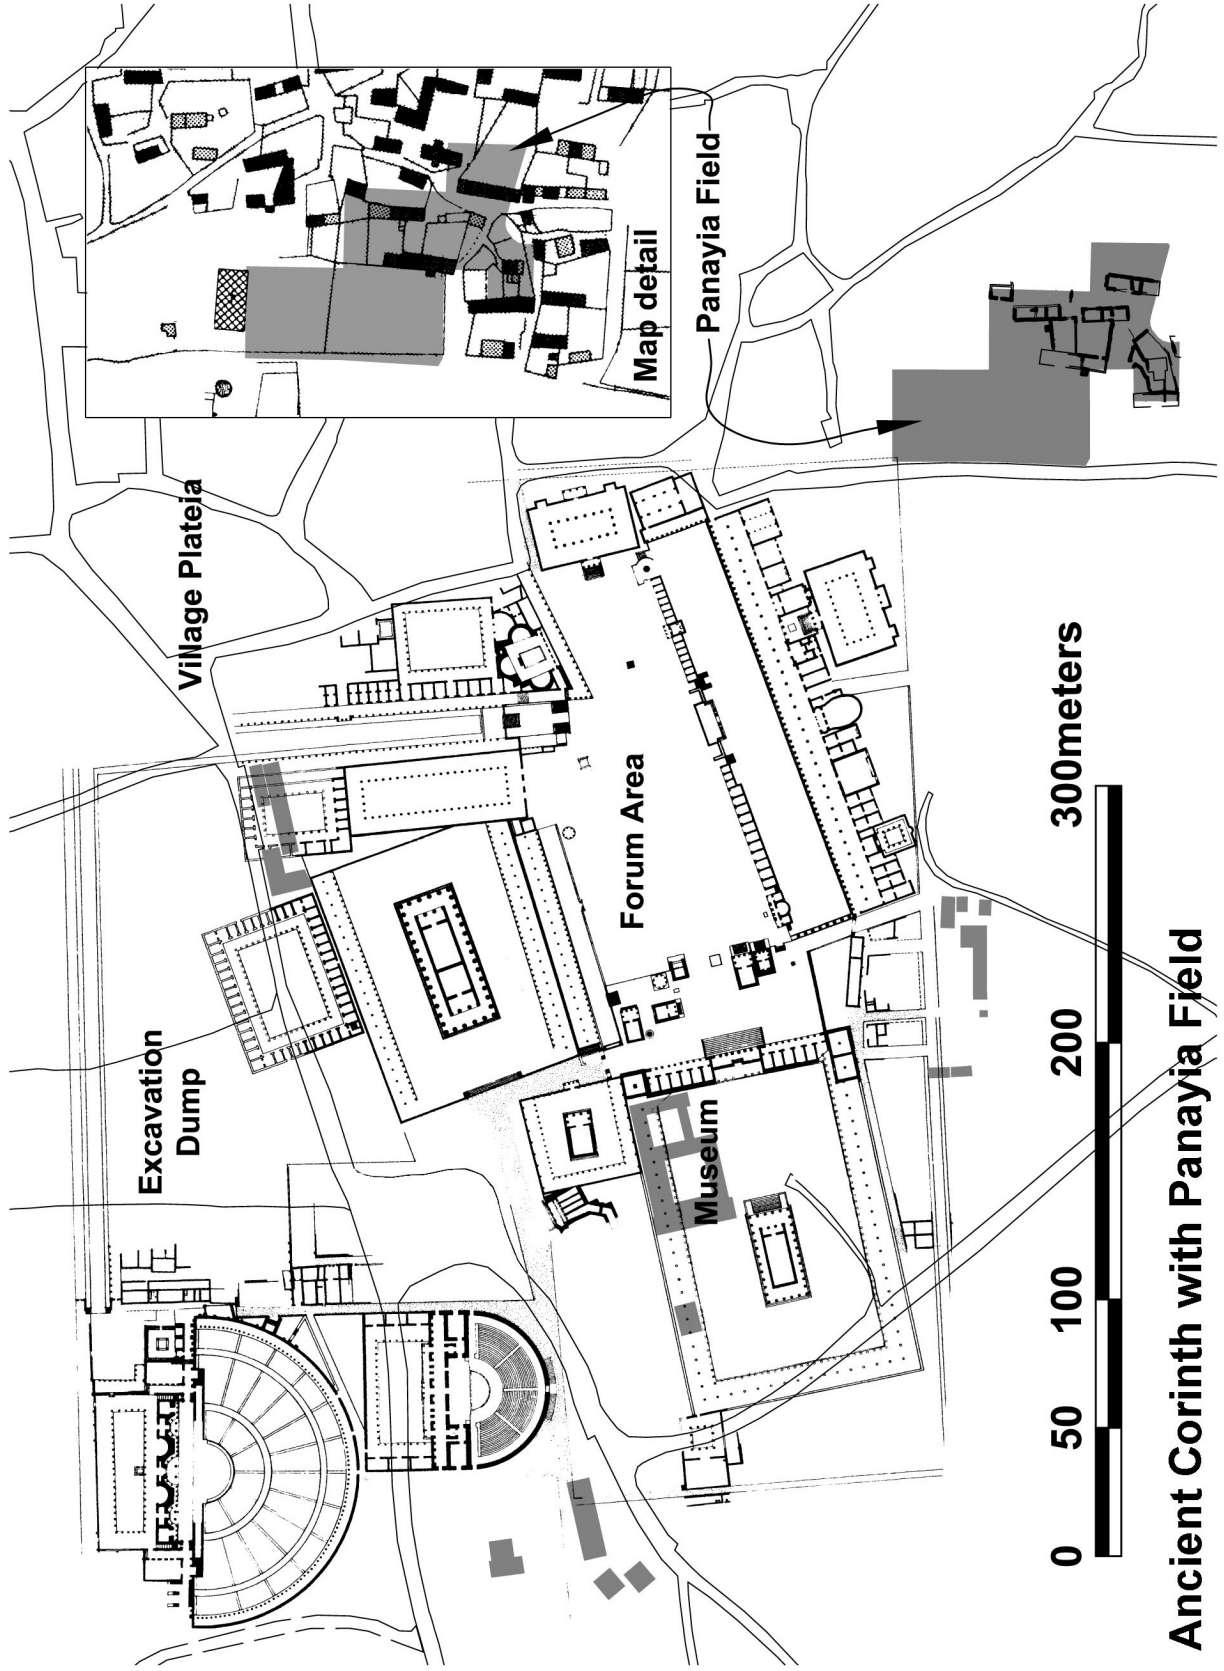 Excavation
Dump
Village Plateia
Forum Area
Map detail
Museum
Panayia Field
0 50 100 200 300meters
Ancient Corinth with Panayia Field